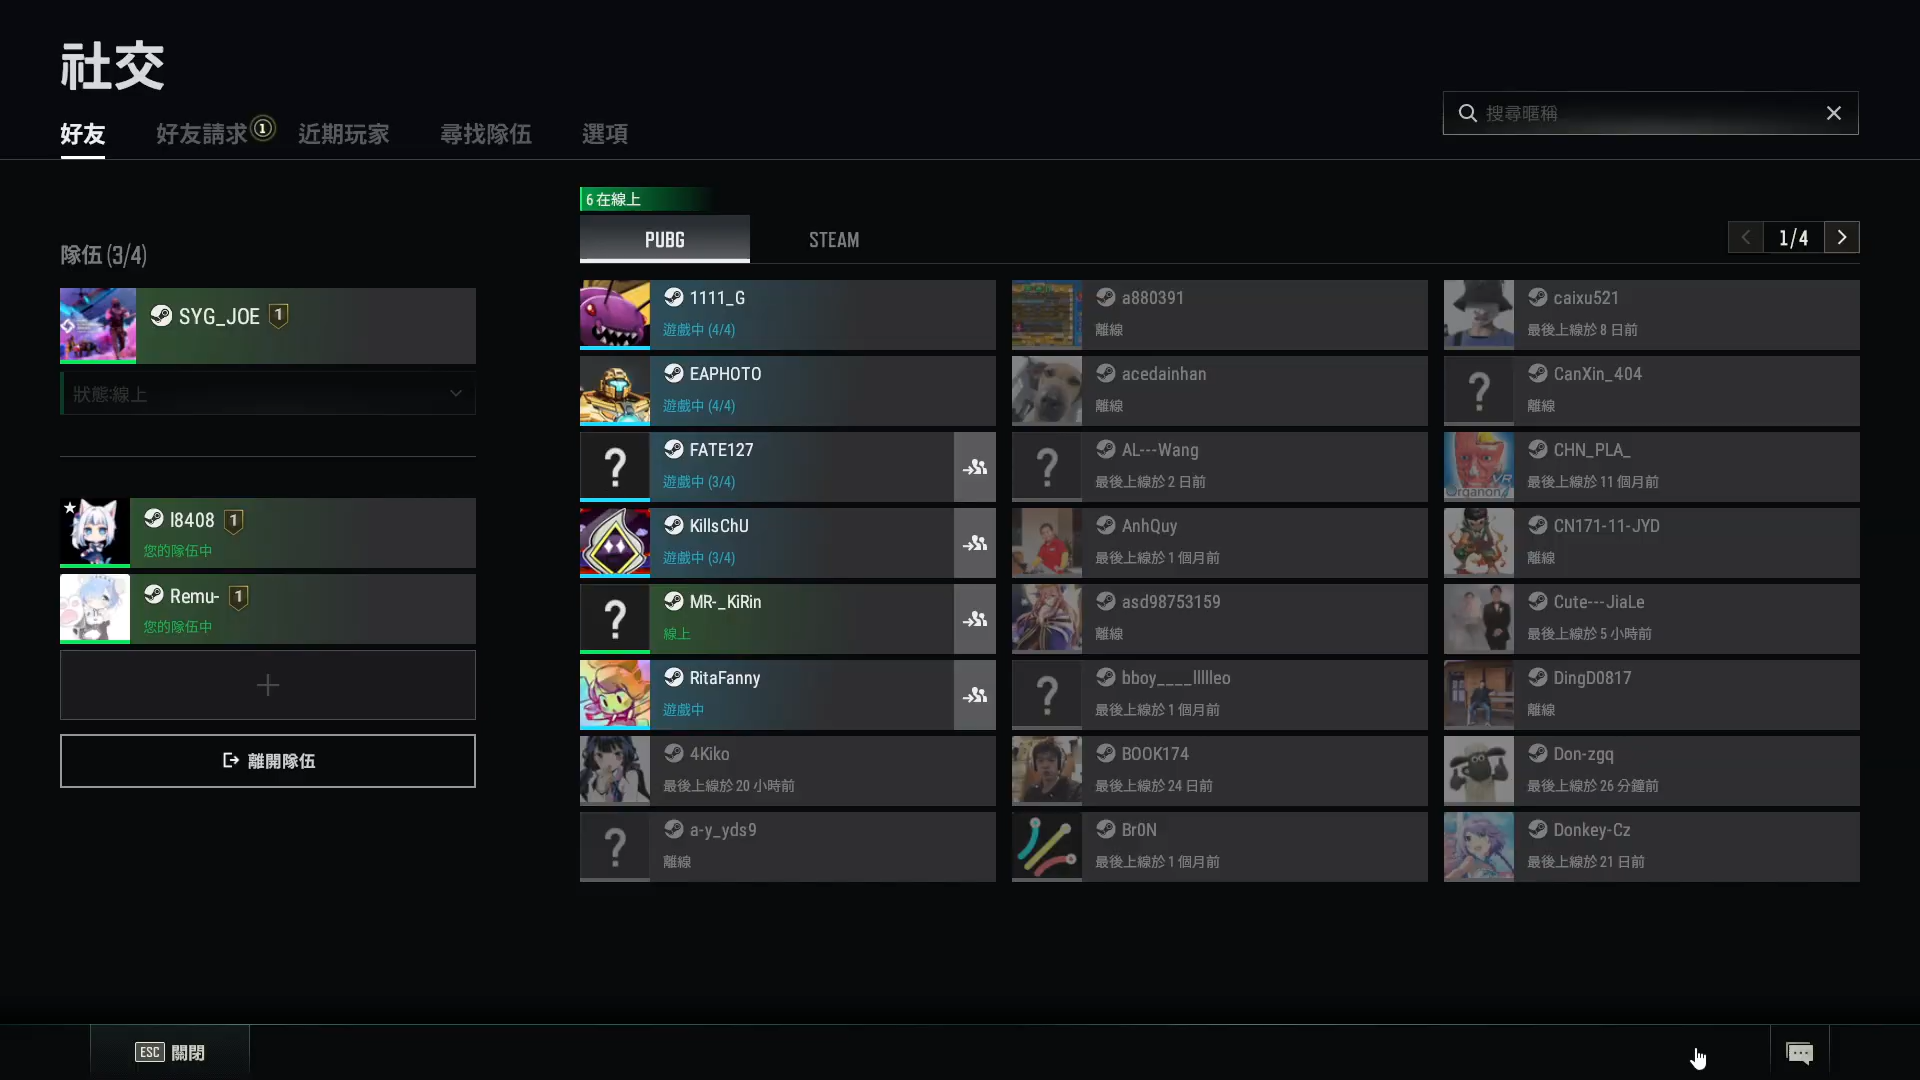 社交
好友
好友請求
1
近期玩家
尋找隊伍
選項
搜尋暱稱
隊伍 (3/4)
SYG_JOE 1
狀態:線上
I8408 1
您的隊伍中
Remu- 1
您的隊伍中
離開隊伍
6 在線上
PUBG
STEAM
1/4
1111_G
遊戲中 (4/4)
EAPHOTO
遊戲中 (4/4)
? FATE127
遊戲中 (3/4)
KillsChU
遊戲中 (3/4)
? MR-_KiRin
線上
RitaFanny
遊戲中
4Kiko
最後上線於 20 小時前
? a-y_yds9
離線
a880391
離線
acedainhan
離線
? AL---Wang
最後上線於 2 日前
AnhQuy
最後上線於 1 個月前
asd98753159
離線
? bboy____llllleo
最後上線於 1 個月前
BOOK174
最後上線於 24 日前
Br0N
最後上線於 1 個月前
caixu521
最後上線於 8 日前
? CanXin_404
離線
CHN_PLA_
最後上線於 11 個月前
VR
Organon
CN171-11-JYD
離線
Cute---JiaLe
最後上線於 5 小時前
DingD0817
離線
Don-zgq
最後上線於 26 分鐘前
Donkey-Cz
最後上線於 21 日前
ESC 關閉